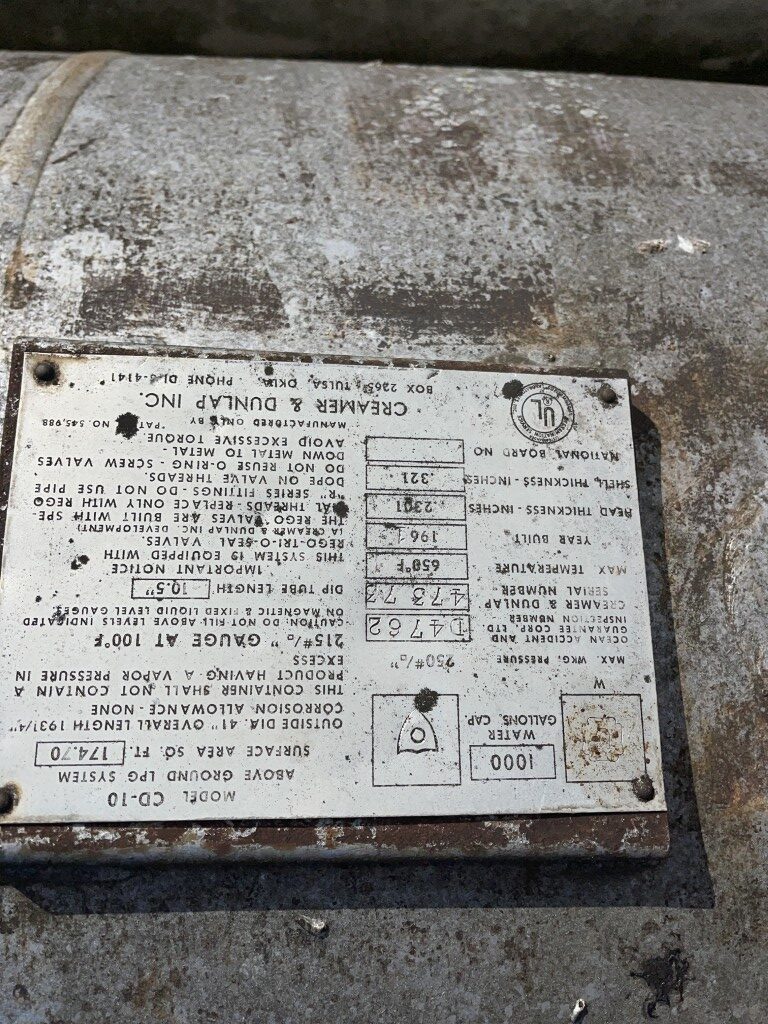 W
1000
WATER
GALLONS. CAP
MAX. WKG. PRESSURE 250#/□"
OCEAN ACCIDENT AND
GUARANTEE CORP. LTD.
INSPECTION NUMBER
14762
CREAMER & DUNLAP
SERIAL NUMBER
47373
MAX TEMPERATURE 650°F
YEAR BUILT 1961
HEAD THICKNESS INCHES .2301
SHELL THICKNESS - INCHES .321
NATIONAL BOARD NO
UL
MODEL CD-10
ABOVE GROUND LPG SYSTEM
SURFACE AREA SQ. FT. 174.70
OUTSIDE DIA. 41" OVERALL LENGTH 193 1/4"
CORROSION ALLOWANCE - NONE
THIS CONTAINER SHALL NOT CONTAIN A
PRODUCT HAVING A VAPOR PRESSURE IN
EXCESS
215#/□" GAUGE AT 100°F
CAUTION: DO NOT FILL ABOVE LEVELS INDICATED
ON MAGNETIC & FIXED LIQUID LEVEL GAUGES
DIP TUBE LENGTH 10.5"
IMPORTANT NOTICE
THIS SYSTEM IS EQUIPPED WITH
REGO-TRI-O-SEAL VALVES.
(A CREAMER & DUNLAP INC. DEVELOPMENT)
THE REGO VALVES ARE BUILT WITH SPE-
CIAL THREADS- REPLACE ONLY WITH REGO
"R" SERIES FITTINGS - DO NOT USE PIPE
DOPE ON VALVE THREADS.
DO NOT REUSE O-RING - SCREW VALVES
DOWN METAL TO METAL-
AVOID EXCESSIVE TORQUE.
"PAT. NO. 545,988
MANUFACTURED ONLY BY
CREAMER & DUNLAP INC.
BOX 2365, TULSA, OKLA. PHONE DI -4141